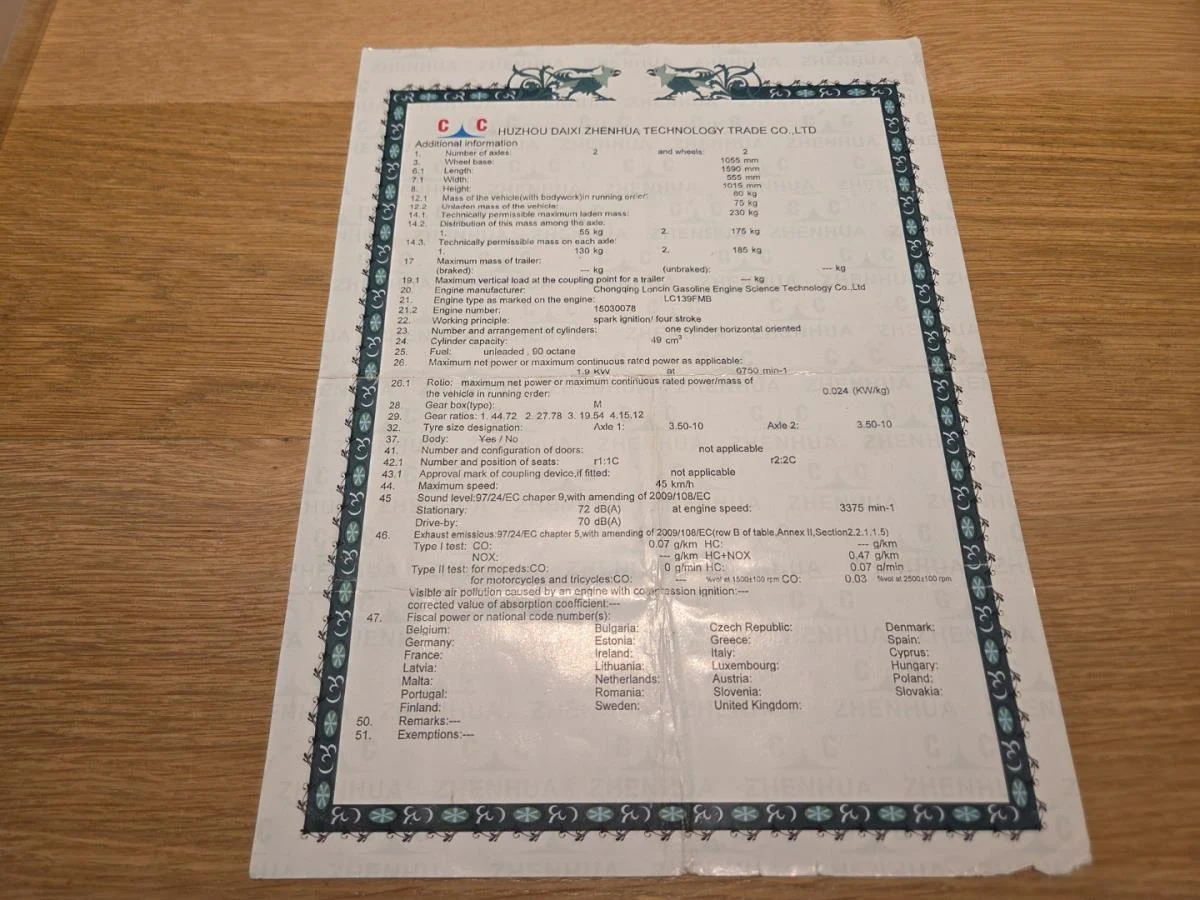 C C HUZHOU DAIXI ZHENHUA TECHNOLOGY TRADE CO.,LTD
Additional information
1. Number of axles: 2 and wheels: 2
3. Wheel base: 1055 mm
6.1 Length: 1590 mm
7.1 Width: 555 mm
8. Height: 1015 mm
12.1 Mass of the vehicle(with bodywork)in running order: 80 kg
12.2 Unladen mass of the vehicle: 75 kg
14.1. Technically permissible maximum laden mass: 230 kg
14.2. Distribution of this mass among the axle:
1. 55 kg 2. 175 kg
14.3. Technically permissible mass on each axle:
1. 130 kg 2. 185 kg
17 Maximum mass of trailer:
(braked): --- kg (unbraked): --- kg
19.1 Maximum vertical load at the coupling point for a trailer --- kg
20. Engine manufacturer: Chongqing Loncin Gasoline Engine Science Technology Co.,Ltd
21. Engine type as marked on the engine: LC139FMB
21.2 Engine number: 15030078
22. Working principle: spark ignition/ four stroke
23. Number and arrangement of cylinders: one cylinder horizontal oriented
24. Cylinder capacity: 49 cm³
25. Fuel: unleaded , 90 octane
26. Maximum net power or maximum continuous rated power as applicable:
1.9 KW at 6750 min-1
26.1 Rolio: maximum net power or maximum continuous rated power/mass of
the vehicle in running order: 0.024 (KW/kg)
28. Gear box(type): M
29. Gear ratios: 1. 44.72 2. 27.78 3. 19.54 4.15.12
32. Tyre size designation: Axle 1: 3.50-10 Axle 2: 3.50-10
37. Body: Yes / No
41. Number and configuration of doors: not applicable
42.1 Number and position of seats: r1:1C r2:2C
43.1 Approval mark of coupling device,if fitted: not applicable
44. Maximum speed: 45 km/h
45 Sound level:97/24/EC chaper 9,with amending of 2009/108/EC
Stationary: 72 dB(A) at engine speed: 3375 min-1
Drive-by: 70 dB(A)
46. Exhaust emissious:97/24/EC chapter 5,with amending of 2009/108/EC(row B of table,Annex II,Section2.2.1.1.5)
Type I test: CO: 0.07 g/km HC: --- g/km
NOX: --- g/km HC+NOX 0.47 g/km
Type II test: for mopeds:CO: 0 g/min HC: 0.07 g/min
for motorcycles and tricycles:CO: --- %vol at 1500±100 rpm CO: 0.03 %vol at 2500±100 rpm
Visible air pollution caused by an engine with compression ignition:---
corrected value of absorption coefficient:---
47. Fiscal power or national code number(s):
Belgium: Bulgaria: Czech Republic: Denmark:
Germany: Estonia: Greece: Spain:
France: Ireland: Italy: Cyprus:
Latvia: Lithuania: Luxembourg: Hungary:
Malta: Netherlands: Austria: Poland:
Portugal: Romania: Slovenia: Slovakia:
Finland: Sweden: United Kingdom:
50. Remarks:---
51. Exemptions:---